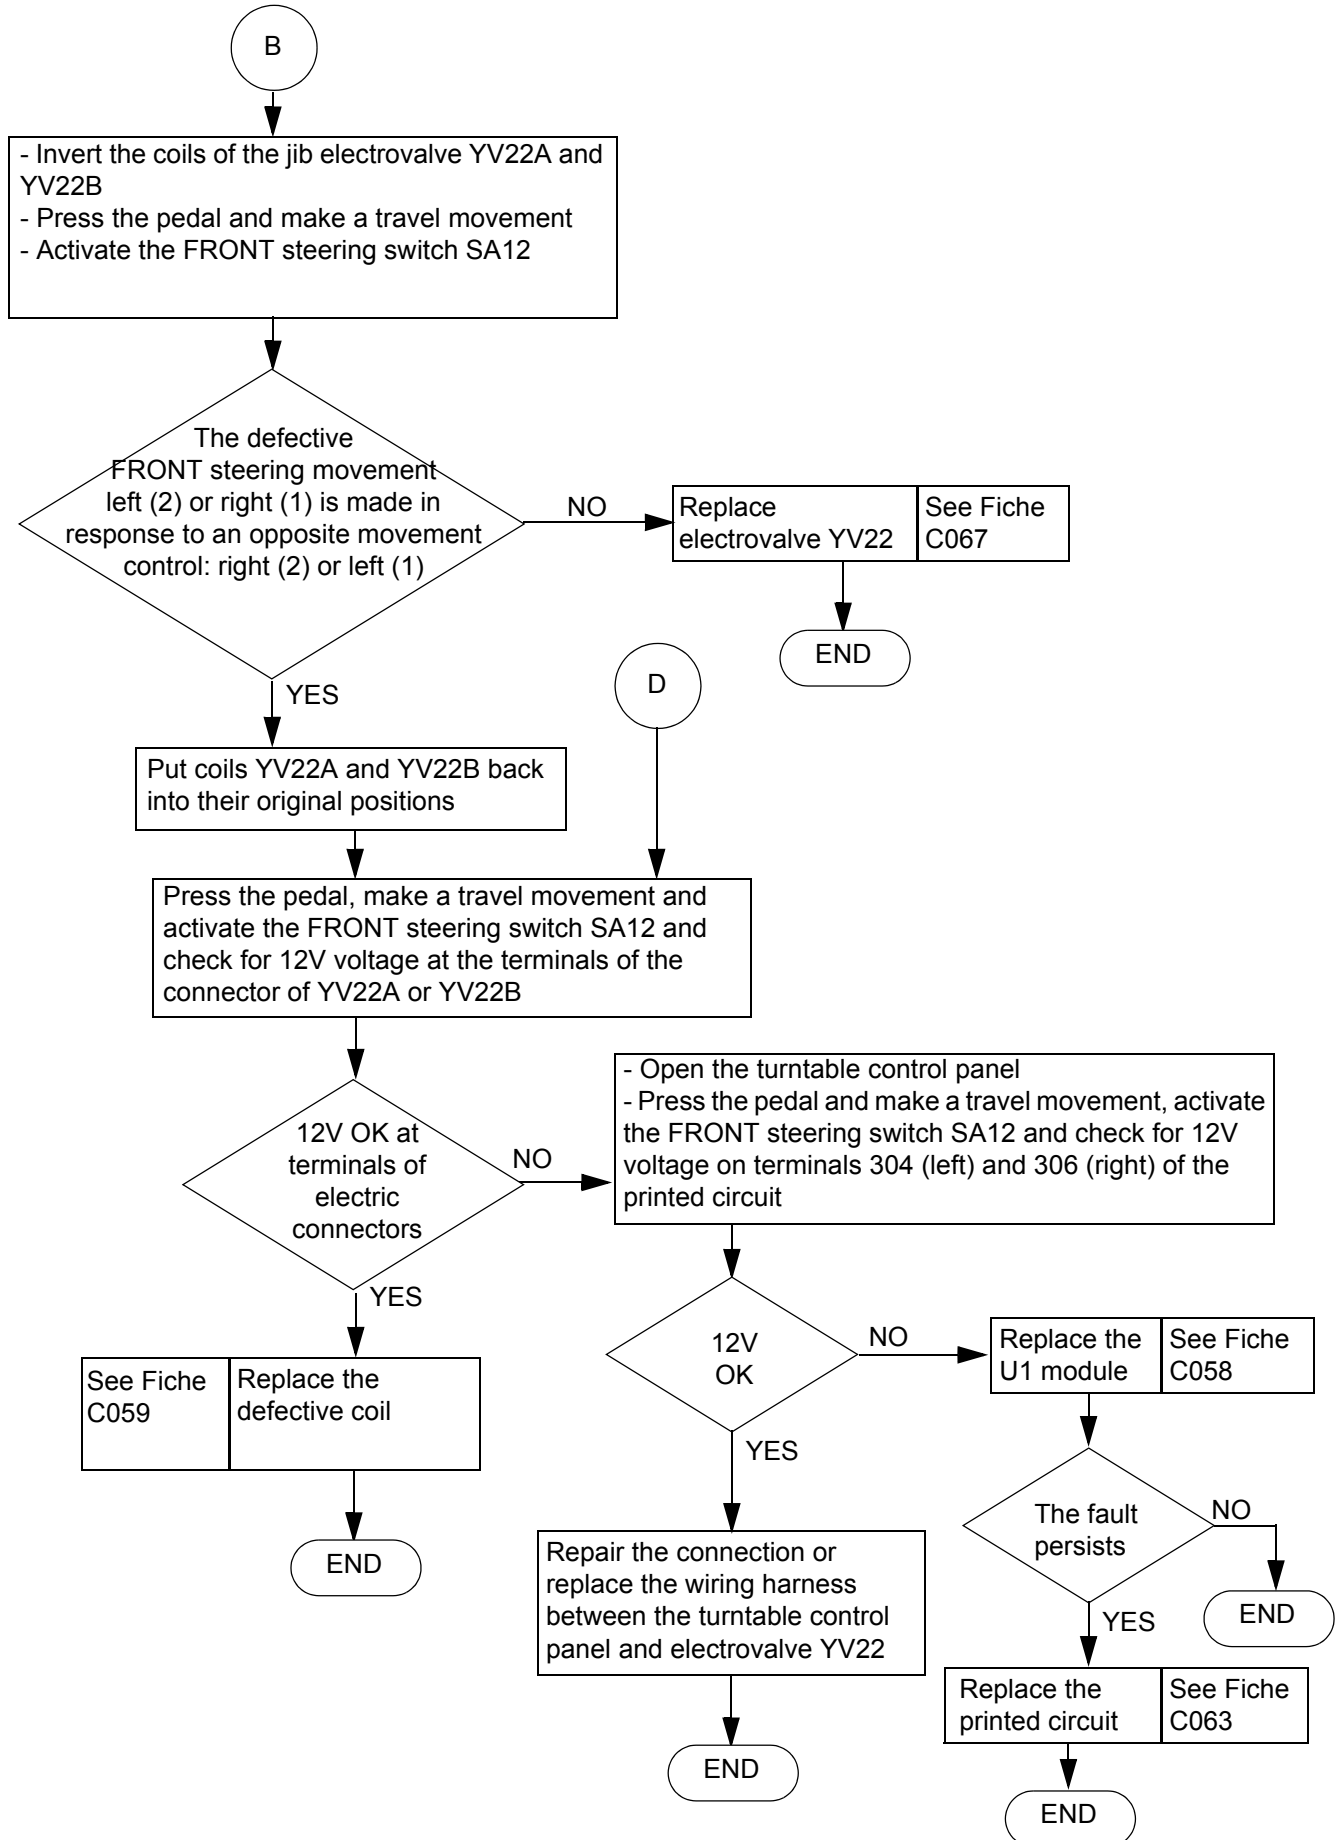 B
- Invert the coils of the jib electrovalve YV22A and
YV22B
- Press the pedal and make a travel movement
- Activate the FRONT steering switch SA12
The defective
FRONT steering movement
left (2) or right (1) is made in
response to an opposite movement
control: right (2) or left (1)
NO
Replace
electrovalve YV22
See Fiche
C067
END
YES
D
Put coils YV22A and YV22B back
into their original positions
Press the pedal, make a travel movement and
activate the FRONT steering switch SA12 and
check for 12V voltage at the terminals of the
connector of YV22A or YV22B
12V OK at
terminals of
electric
connectors
NO
- Open the turntable control panel
- Press the pedal and make a travel movement, activate
the FRONT steering switch SA12 and check for 12V
voltage on terminals 304 (left) and 306 (right) of the
printed circuit
YES
See Fiche
C059
Replace the
defective coil
END
12V
OK
NO
Replace the
U1 module
See Fiche
C058
YES
Repair the connection or
replace the wiring harness
between the turntable control
panel and electrovalve YV22
END
The fault
persists
NO
END
YES
Replace the
printed circuit
See Fiche
C063
END